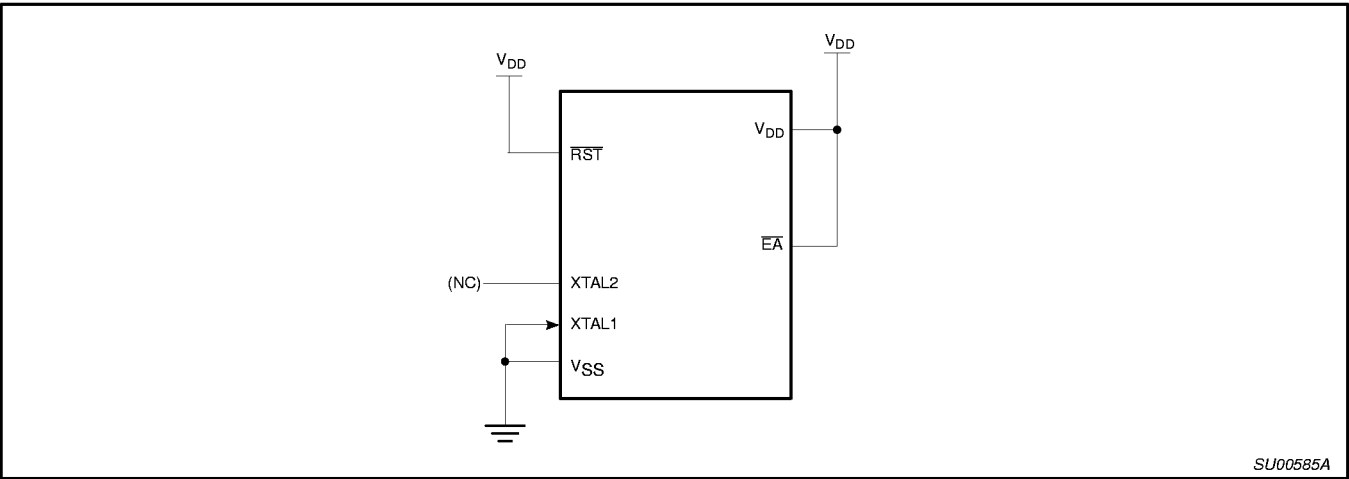 VDD
VDD
VDD
RST
EA
(NC)
XTAL2
XTAL1
VSS
SU00585A